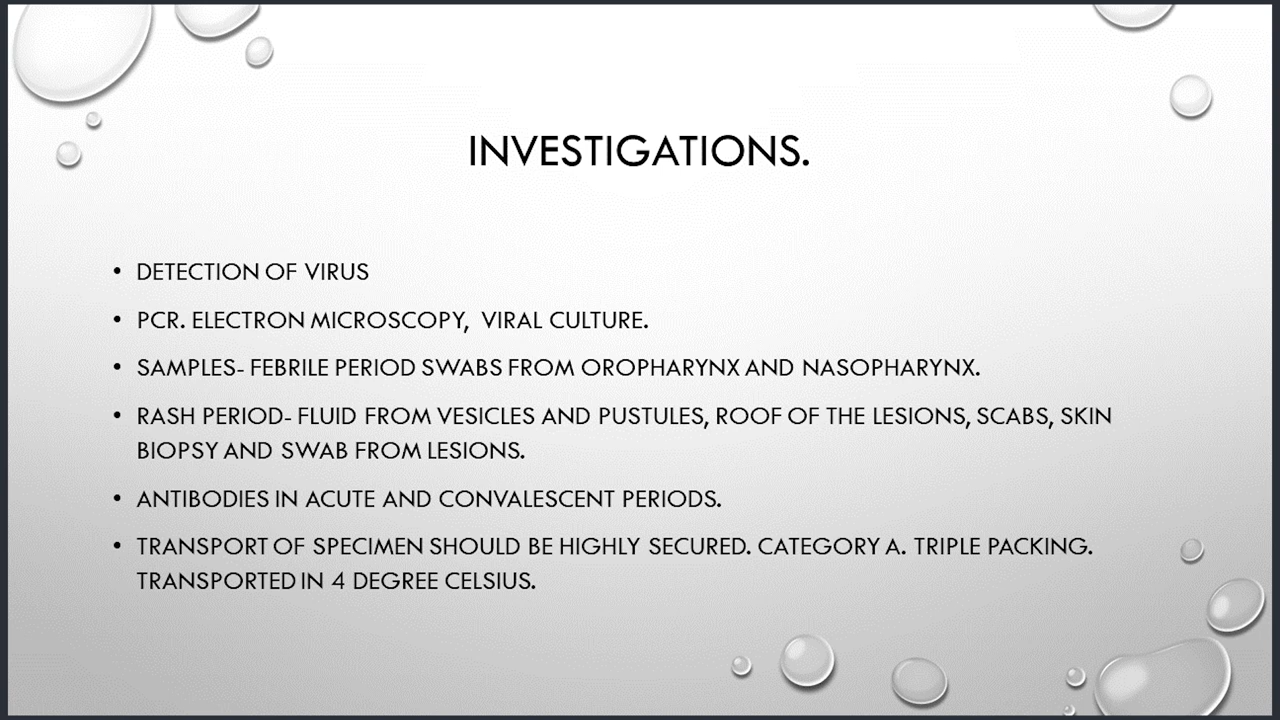 INVESTIGATIONS.
• DETECTION OF VIRUS
• PCR. ELECTRON MICROSCOPY, VIRAL CULTURE.
• SAMPLES- FEBRILE PERIOD SWABS FROM OROPHARYNX AND NASOPHARYNX.
• RASH PERIOD- FLUID FROM VESICLES AND PUSTULES, ROOF OF THE LESIONS, SCABS, SKIN
BIOPSY AND SWAB FROM LESIONS.
• ANTIBODIES IN ACUTE AND CONVALESCENT PERIODS.
• TRANSPORT OF SPECIMEN SHOULD BE HIGHLY SECURED. CATEGORY A. TRIPLE PACKING.
TRANSPORTED IN 4 DEGREE CELSIUS.